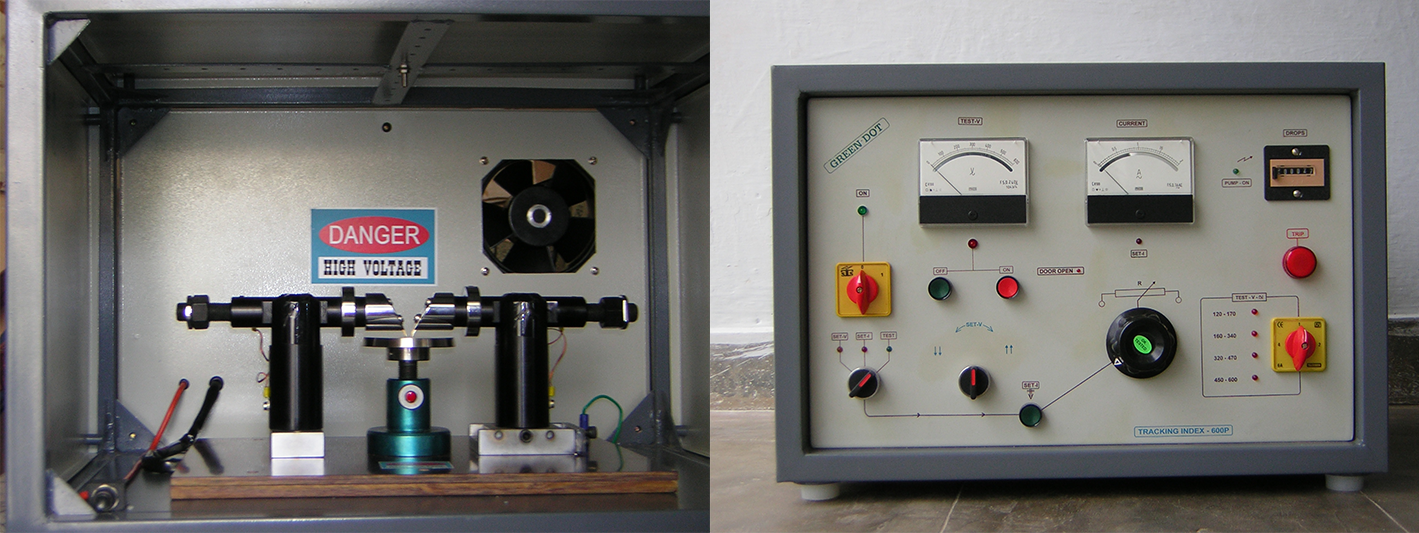 DANGER
HIGH VOLTAGE
GREEN DOT
TEST-V
CURRENT
DROPS
PUMP - ON
ON
SET-I
TRIP
OFF
ON
DOOR OPEN
R
TEST - V - IV
120 - 170
160 - 340
320 - 470
450 - 600
SET-V
SET-V
SET-I
TEST
SET-I
TRACKING INDEX - 600P